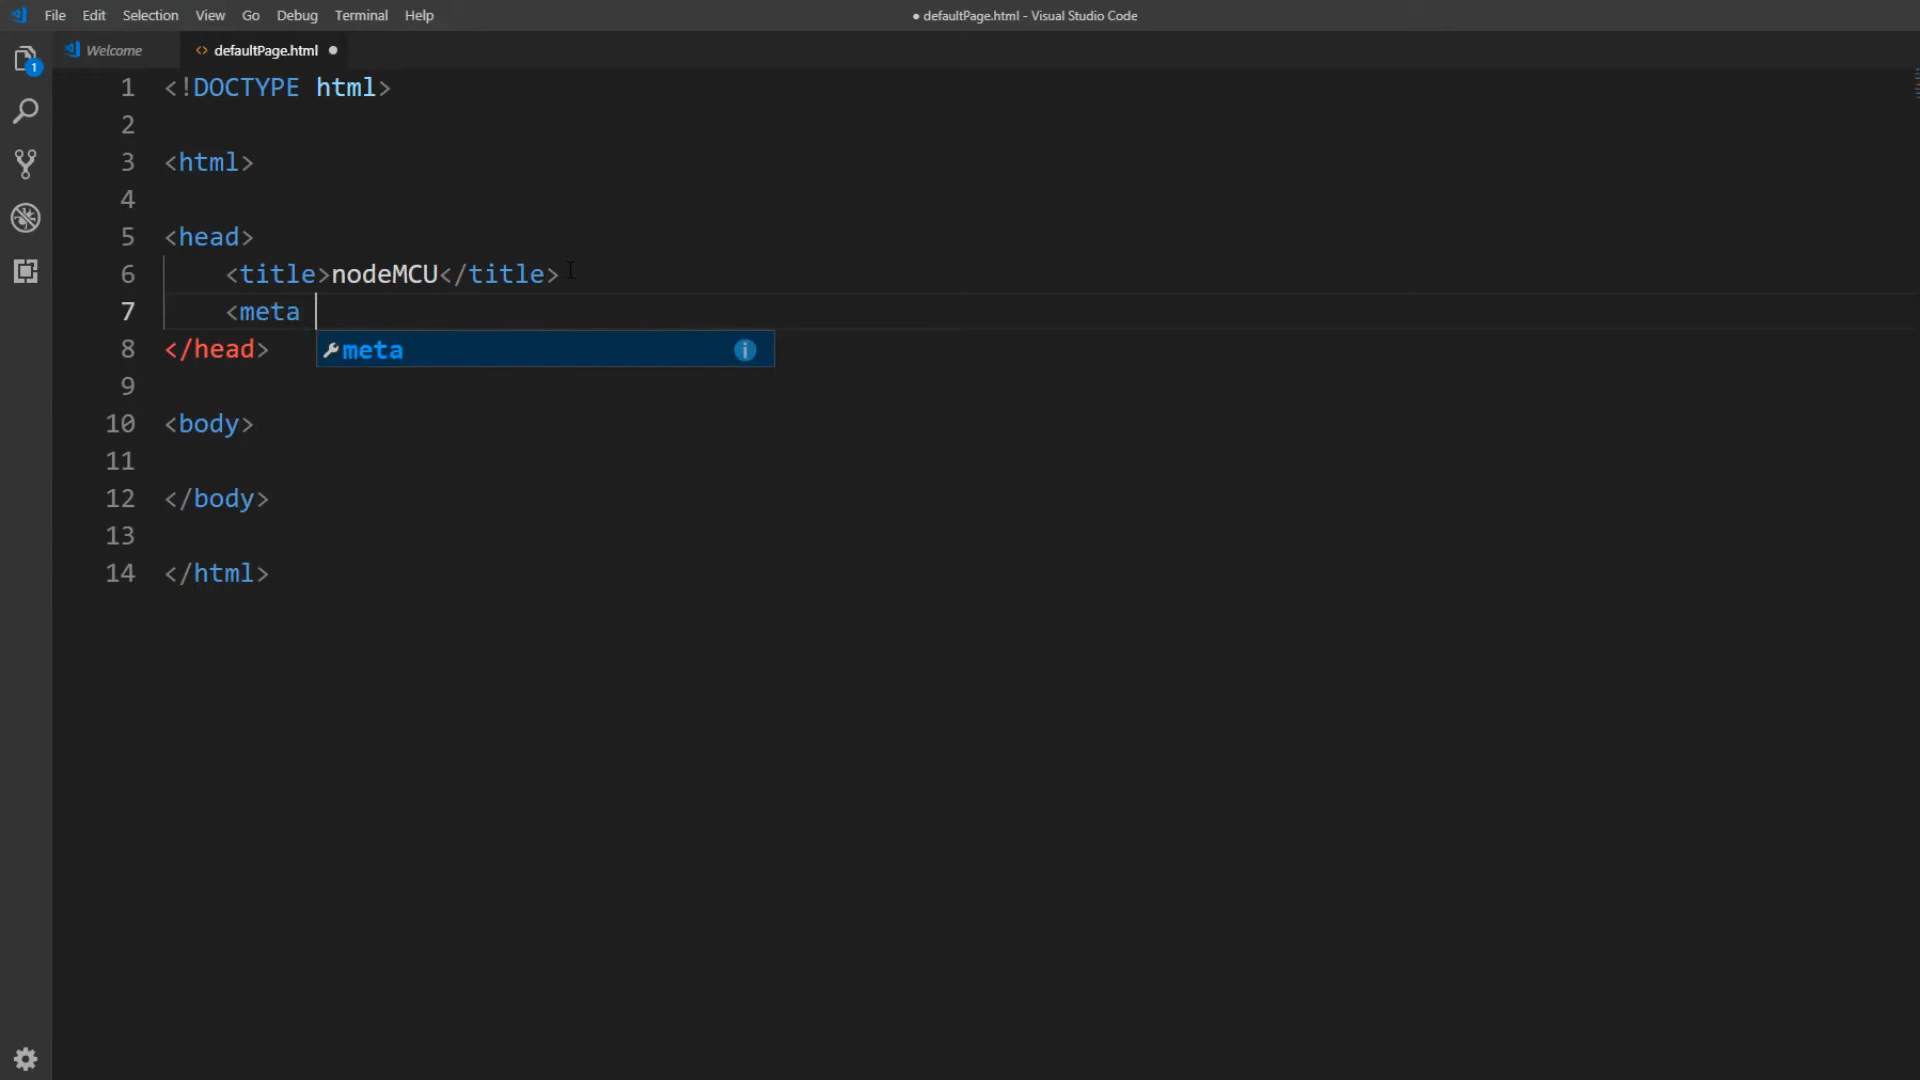 File Edit Selection View Go Debug Terminal Help
● defaultPage.html - Visual Studio Code
1
Welcome
<> defaultPage.html ●
1 <!DOCTYPE html>
2
3 <html>
4
5 <head>
6 <title>nodeMCU</title>
7 <meta
meta
8 </head>
9
10 <body>
11
12 </body>
13
14 </html>